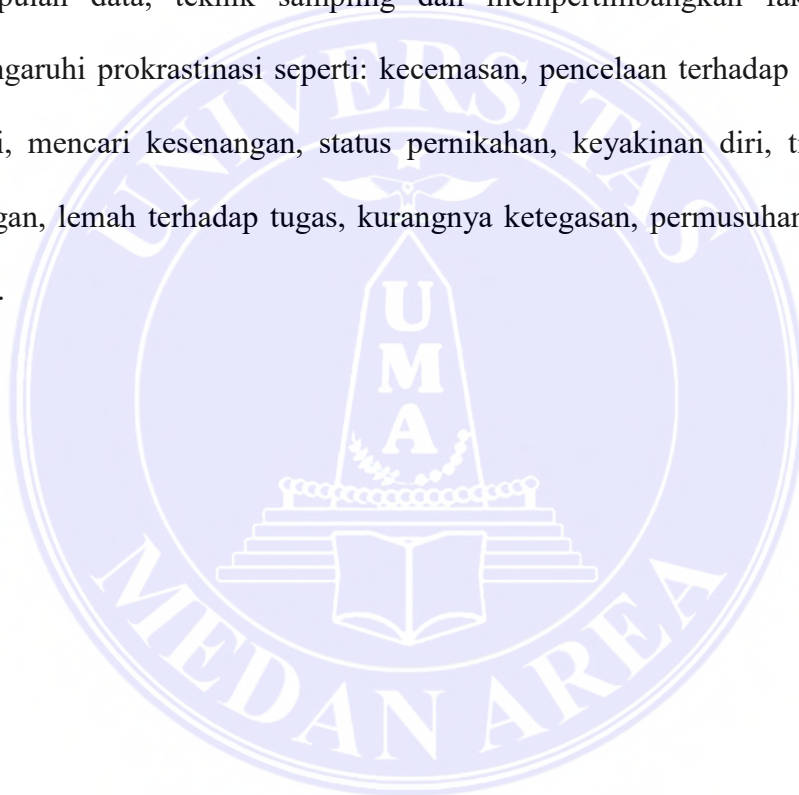 pulan data, teknik sampling dan mempertimbangkan fak
ngaruhi prokrastinasi seperti: kecemasan, pencelaan terhadap
i, mencari kesenangan, status pernikahan, keyakinan diri, t
gan, lemah terhadap tugas, kurangnya ketegasan, permusuhan
.
UNIVERSITAS
UMA
MEDAN AREA